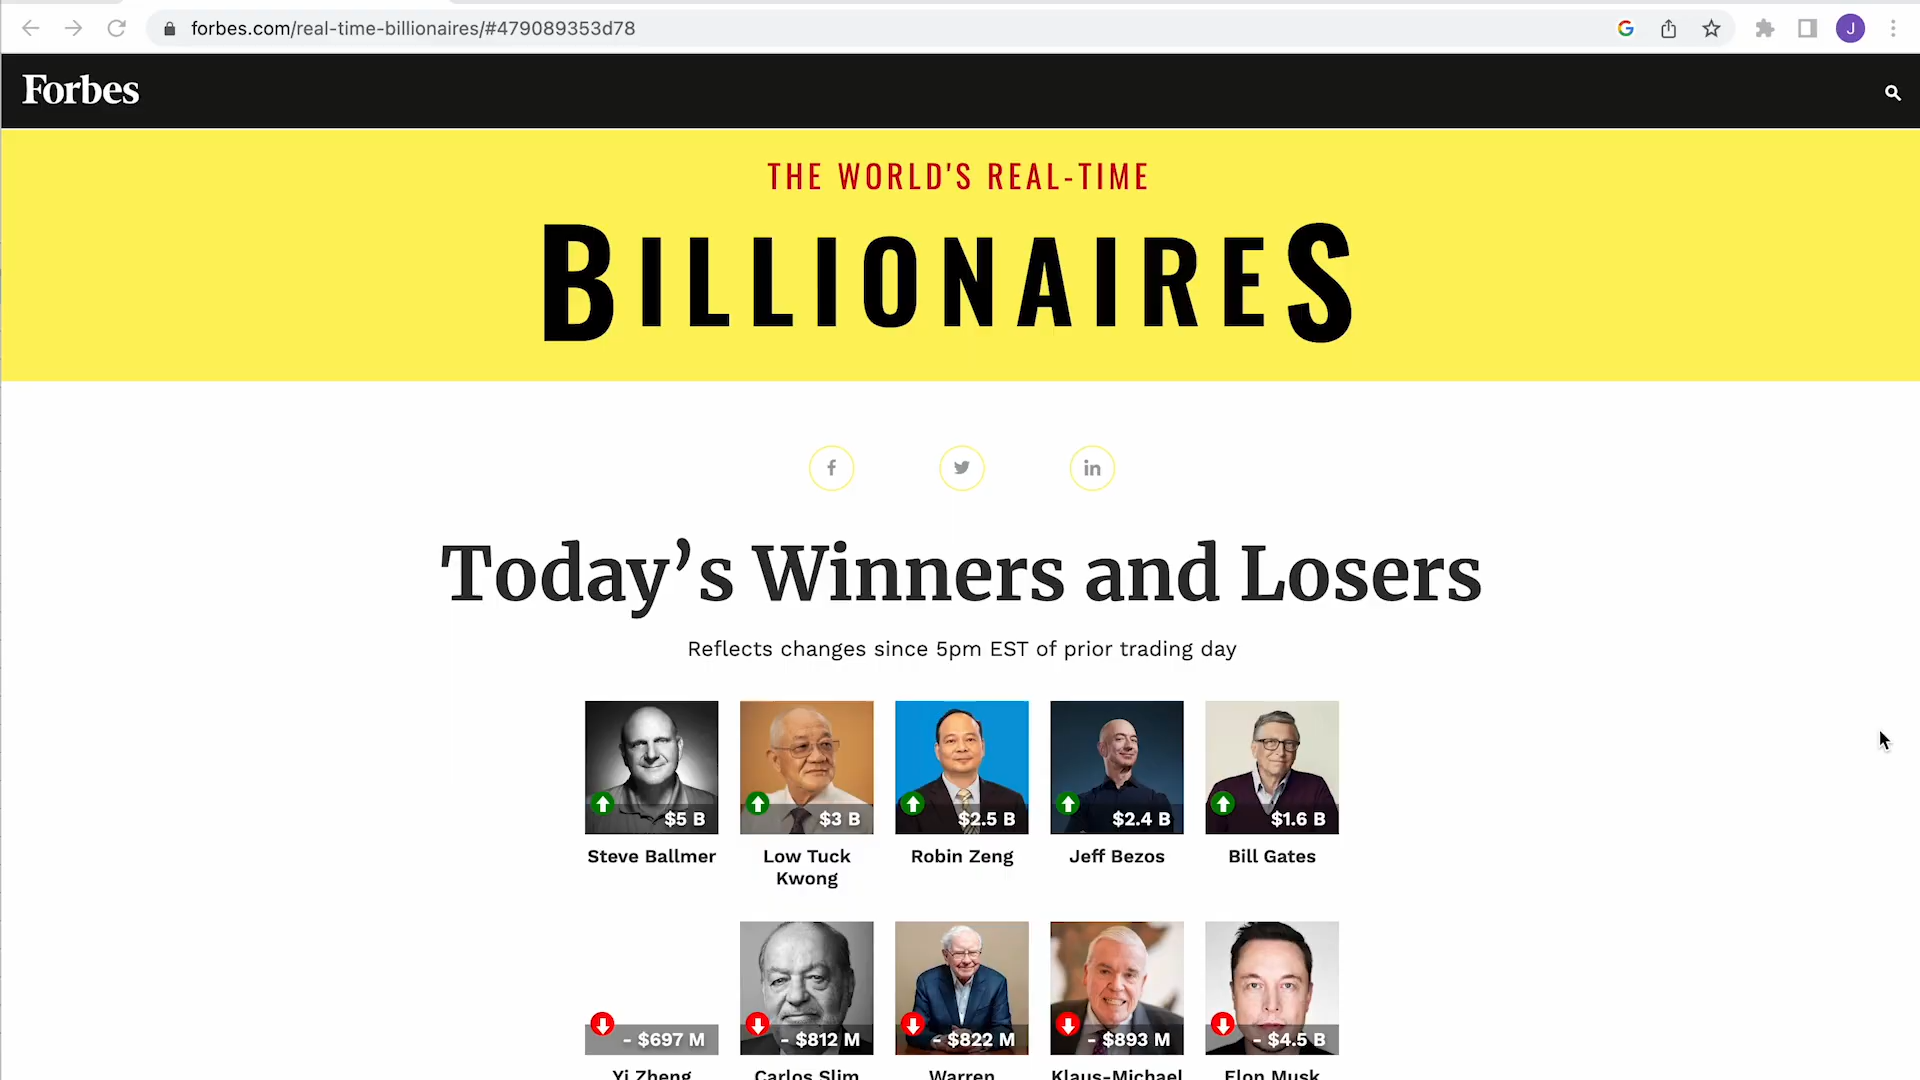 forbes.com/real-time-billionaires/#479089353d78
J
Forbes
THE WORLD'S REAL-TIME
BILLIONAIRES
Today’s Winners and Losers
Reflects changes since 5pm EST of prior trading day
$5 B
$3 B
$2.5 B
$2.4 B
$1.6 B
Steve Ballmer
Low Tuck
Kwong
Robin Zeng
Jeff Bezos
Bill Gates
- $697 M
- $812 M
- $822 M
- $893 M
- $4.5 B
Yi Zheng
Carlos Slim
Warren
Klaus-Michael
Elon Musk